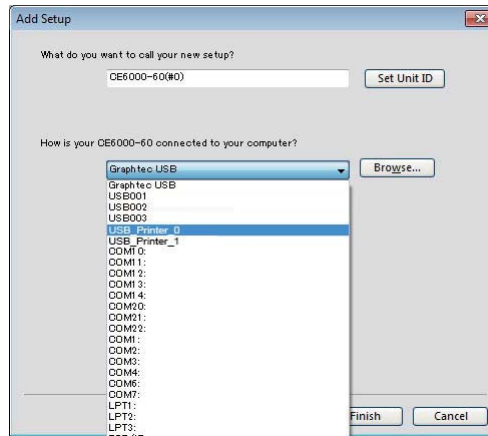 Add Setup
What do you want to call your new setup?
CE6000-60(#0)
Set Unit ID
How is your CE6000-60 connected to your computer?
Graphtec USB
Browse...
Graphtec USB
USB001
USB002
USB003
USB_Printer_0
USB_Printer_1
COM10:
COM11:
COM12:
COM13:
COM14:
COM20:
COM21:
COM22:
COM1:
COM2:
COM3:
COM4:
COM6:
COM7:
LPT1:
LPT2:
LPT3:
Finish
Cancel